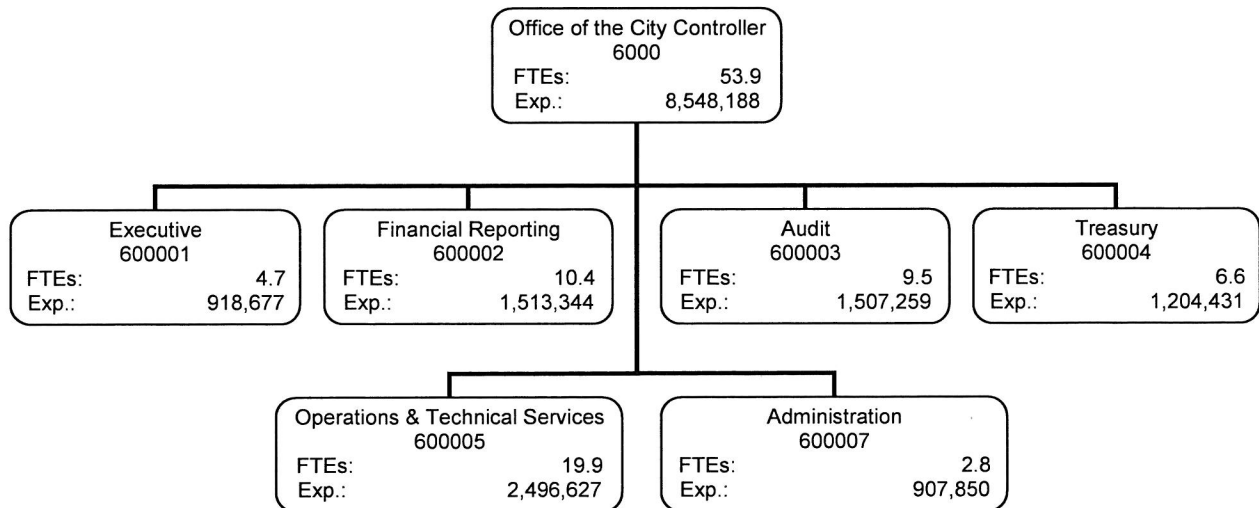 Office of the City Controller
6000
FTEs: 53.9
Exp.: 8,548,188
Executive
600001
FTEs: 4.7
Exp.: 918,677
Financial Reporting
600002
FTEs: 10.4
Exp.: 1,513,344
Audit
600003
FTEs: 9.5
Exp.: 1,507,259
Treasury
600004
FTEs: 6.6
Exp.: 1,204,431
Operations & Technical Services
600005
FTEs: 19.9
Exp.: 2,496,627
Administration
600007
FTEs: 2.8
Exp.: 907,850